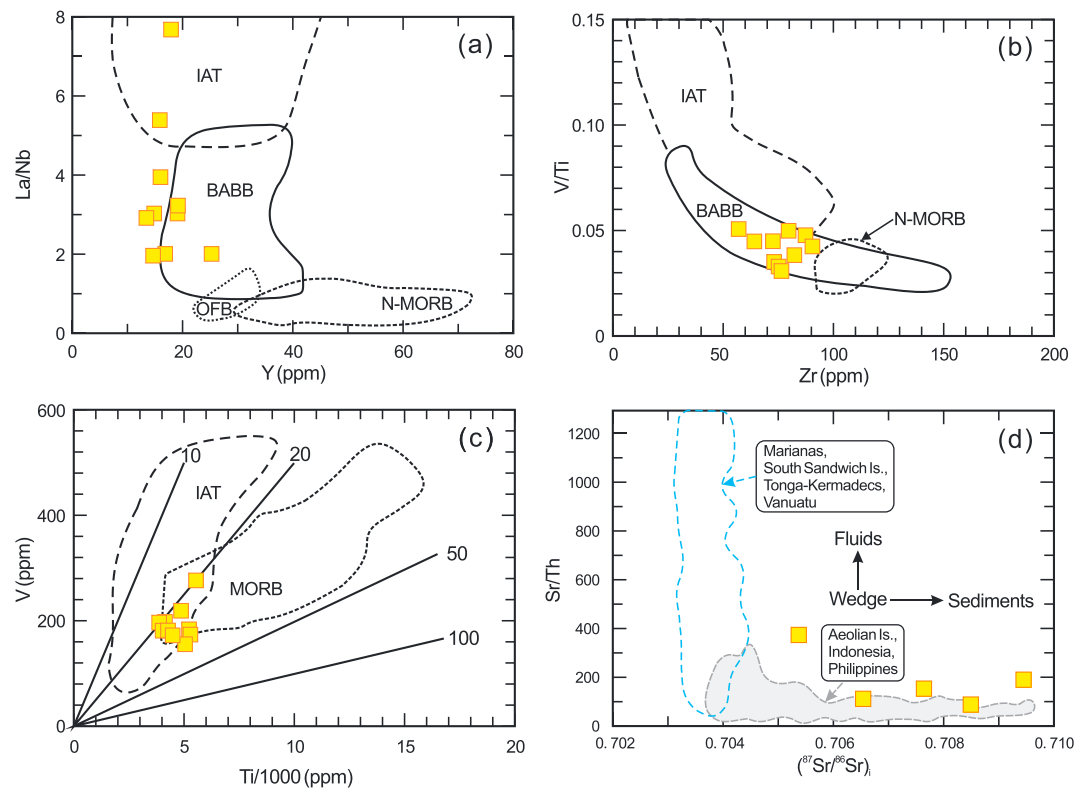 (a)
8
6
4
2
0
La/Nb
IAT
BABB
OFB
N-MORB
0
20
40
60
80
Y (ppm)
(b)
0.15
0.10
0.05
0
V/Ti
IAT
BABB
N-MORB
0
50
100
150
200
Zr (ppm)
(c)
600
400
200
0
V (ppm)
10
20
50
100
IAT
MORB
0
5
10
15
20
Ti/1000 (ppm)
(d)
1200
1000
800
600
400
200
100
0
Sr/Th
Marianas,
South Sandwich Is.,
Tonga-Kermadecs,
Vanuatu
Fluids
Wedge
Sediments
Aeolian Is.,
Indonesia,
Philippines
0.702
0.704
0.706
0.708
0.710
(⁸⁷Sr/⁸⁶Sr)ᵢ